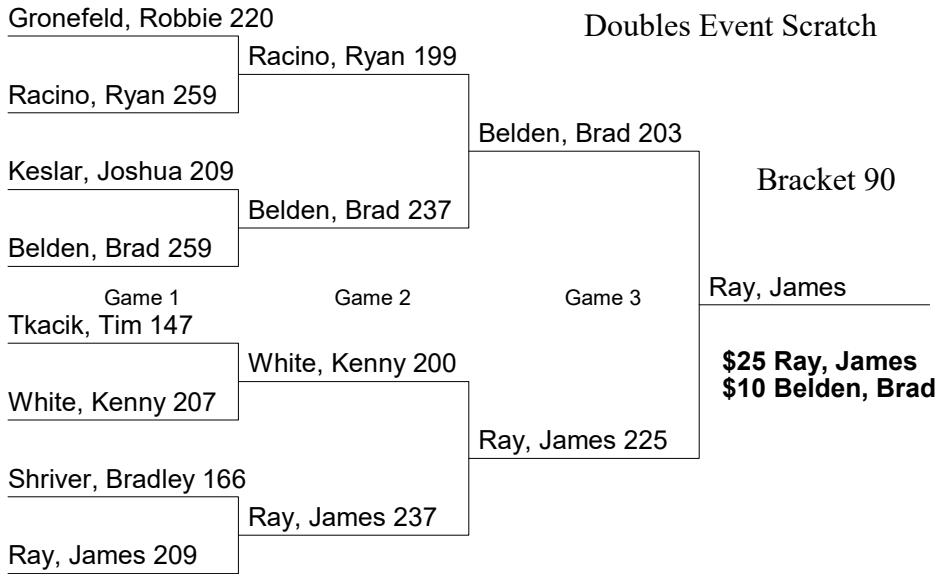 Gronefeld, Robbie 220
Doubles Event Scratch
Racino, Ryan 199
Racino, Ryan 259
Belden, Brad 203
Keslar, Joshua 209
Bracket 90
Belden, Brad 237
Belden, Brad 259
Game 1
Game 2
Game 3
Ray, James
Tkacik, Tim 147
White, Kenny 200
$25 Ray, James
$10 Belden, Brad
White, Kenny 207
Ray, James 225
Shriver, Bradley 166
Ray, James 237
Ray, James 209